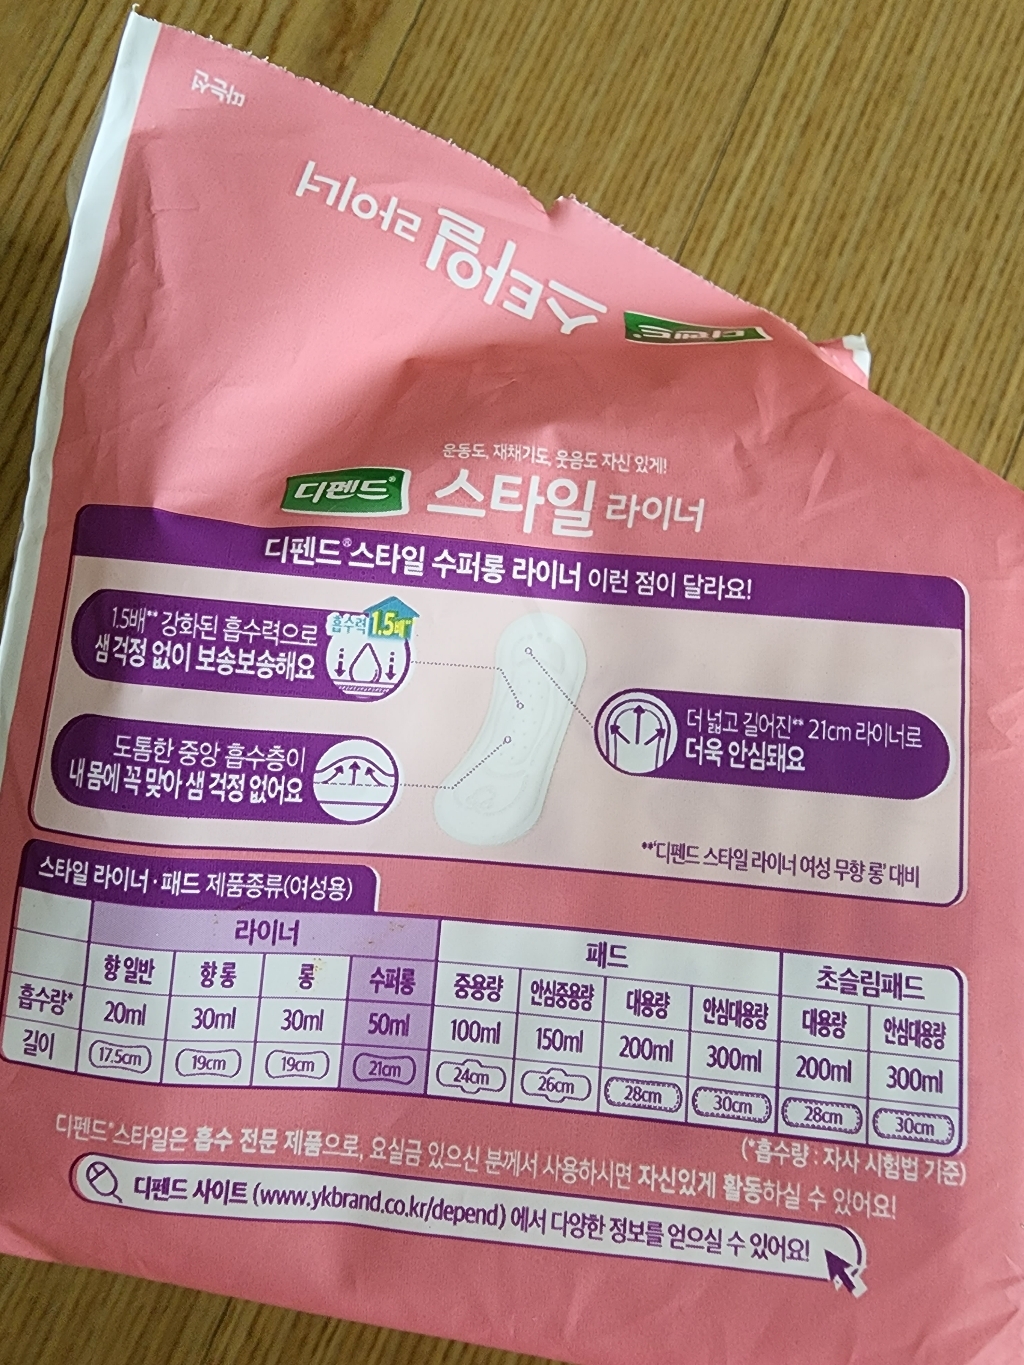 따는선
스타일 라이너
디펜드
운동도, 재채기도, 웃음도 자신 있게!
디펜드® 스타일 라이너
디펜드®스타일 수퍼롱 라이너 이런 점이 달라요!
1.5배** 강화된 흡수력으로
샘 걱정 없이 보송보송해요
흡수력 1.5배**
더 넓고 길어진** 21cm 라이너로
더욱 안심돼요
도톰한 중앙 흡수층이
내 몸에 꼭 맞아 샘 걱정 없어요
**'디펜드 스타일 라이너 여성 무향 롱' 대비
스타일 라이너·패드 제품종류(여성용)
라이너 패드 초슬림패드
향 일반 향 롱 롱 수퍼롱 중용량 안심중용량 대용량 안심대용량 대용량 안심대용량
흡수량* 20ml 30ml 30ml 50ml 100ml 150ml 200ml 300ml 200ml 300ml
길이 17.5cm 19cm 19cm 21cm 24cm 26cm 28cm 30cm 28cm 30cm
(*흡수량 : 자사 시험법 기준)
디펜드®스타일은 흡수 전문 제품으로, 요실금 있으신 분께서 사용하시면 자신있게 활동하실 수 있어요!
디펜드 사이트 (www.ykbrand.co.kr/depend) 에서 다양한 정보를 얻으실 수 있어요!